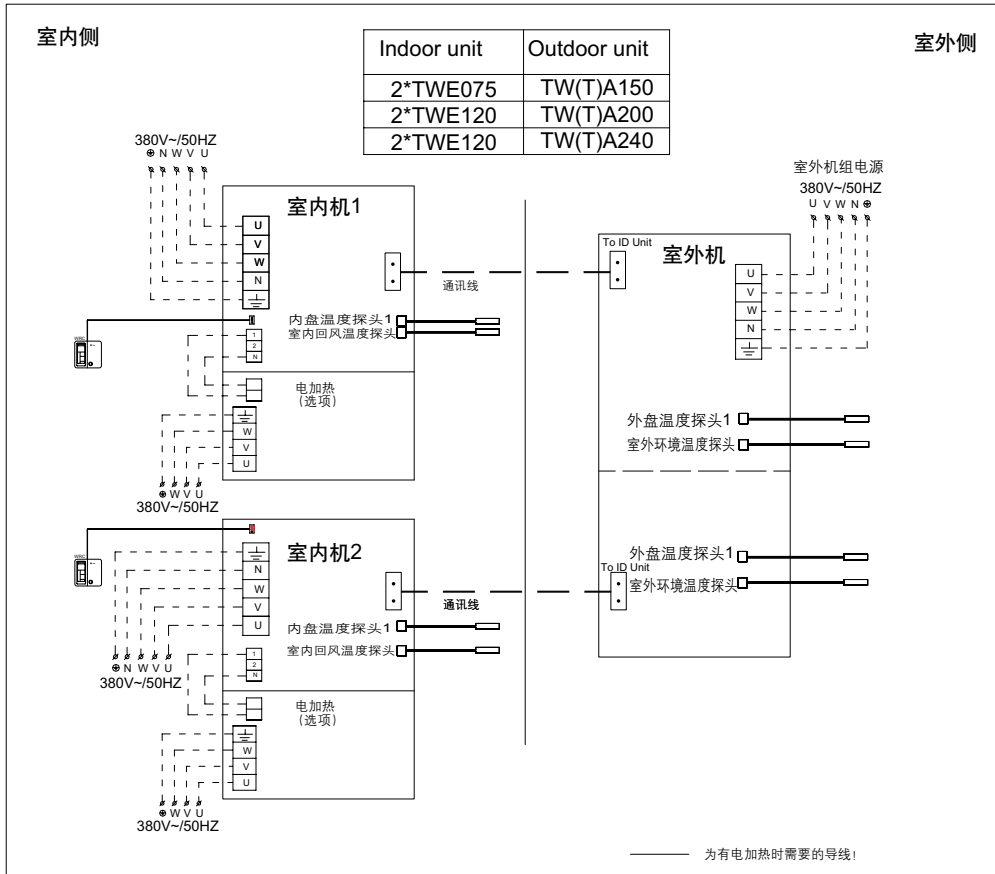 室内侧
室外侧
Indoor unit Outdoor unit
2*TWE075 TW(T)A150
2*TWE120 TW(T)A200
2*TWE120 TW(T)A240
380V~/50HZ
N W V U
室内机1
U
V
W
N
WRC
1
2
N
内盘温度探头1
室内回风温度探头
通讯线
电加热
(选项)
W
V
U
W V U
380V~/50HZ
室外机组电源
380V~/50HZ
U V W N
To ID Unit
室外机
U
V
W
N
外盘温度探头1
室外环境温度探头
WRC
室内机2
N
W
V
U
N W V U
380V~/50HZ
通讯线
内盘温度探头1
室内回风温度探头
1
2
N
电加热
(选项)
W
V
U
W V U
380V~/50HZ
外盘温度探头1
To ID Unit
室外环境温度探头
为有电加热时需要的导线!